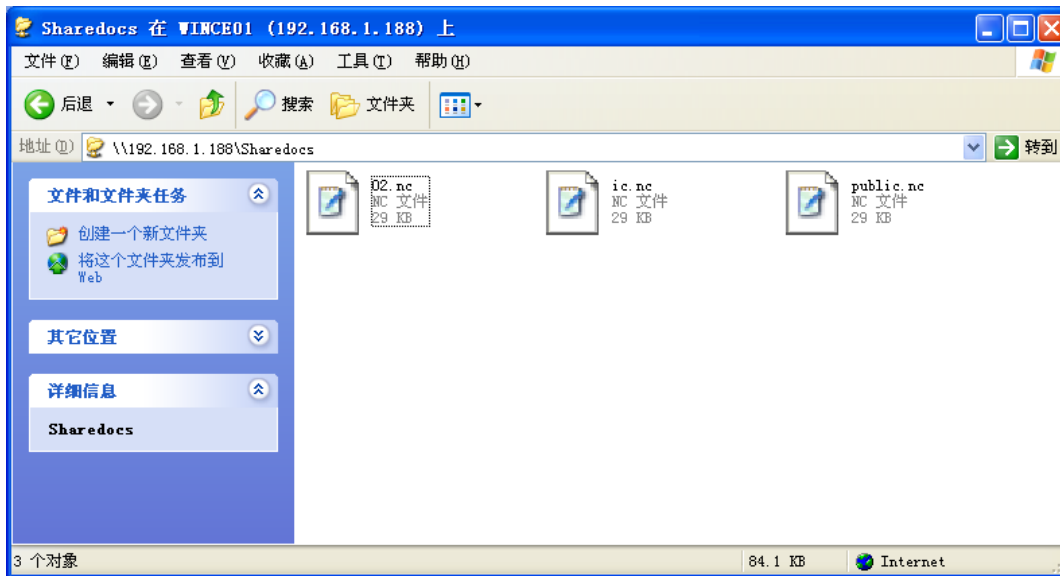 Sharedocs 在 WINCE01 (192.168.1.188) 上
文件(F) 编辑(E) 查看(V) 收藏(A) 工具(T) 帮助(H)
后退 搜索 文件夹
地址(D) \\192.168.1.188\Sharedocs 转到
文件和文件夹任务
创建一个新文件夹
将这个文件夹发布到
Web
其它位置
详细信息
Sharedocs
02.nc
NC 文件
29 KB
ic.nc
NC 文件
29 KB
public.nc
NC 文件
29 KB
3 个对象 84.1 KB Internet